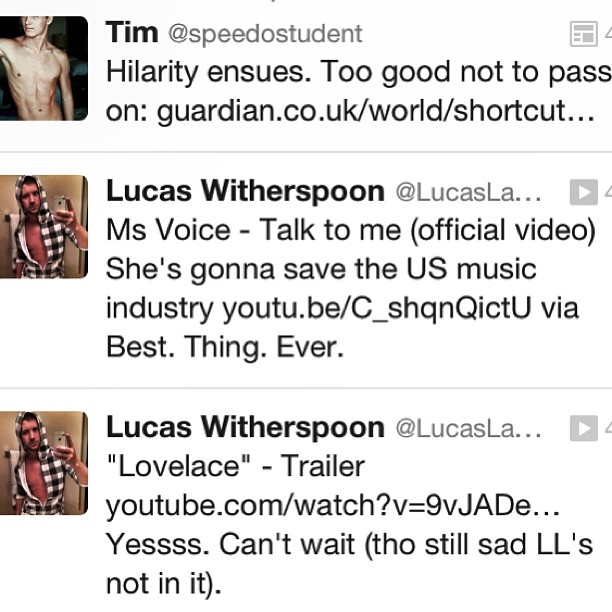 Tim @speedostudent 4
Hilarity ensues. Too good not to pass
on: guardian.co.uk/world/shortcut...
Lucas Witherspoon @LucasLa... 4
Ms Voice - Talk to me (official video)
She's gonna save the US music
industry youtu.be/C_shqnQictU via
Best. Thing. Ever.
Lucas Witherspoon @LucasLa... 4
"Lovelace" - Trailer
youtube.com/watch?v=9vJADe...
Yessss. Can't wait (tho still sad LL's
not in it).